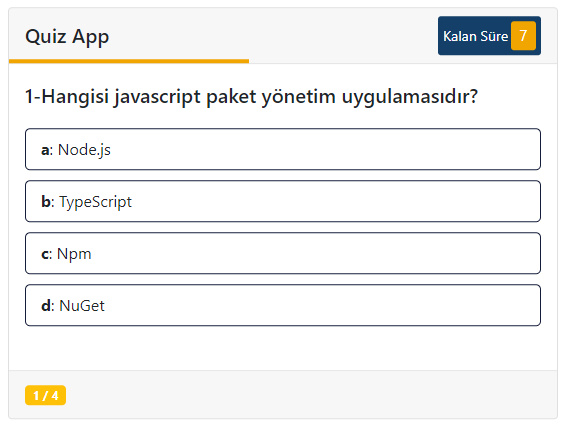 Quiz App
Kalan Süre 7
1-Hangisi javascript paket yönetim uygulamasıdır?
a: Node.js
b: TypeScript
c: Npm
d: NuGet
1 / 4